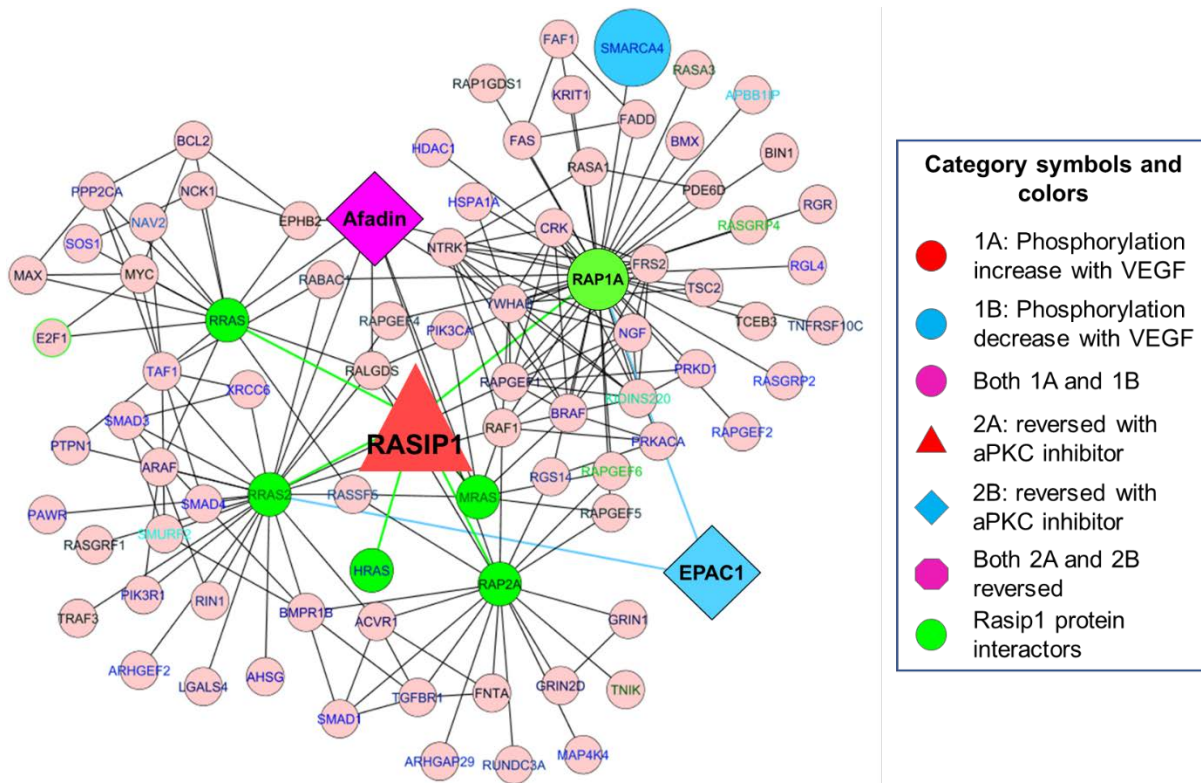 FAF1
SMARCA4
RAP1GDS1
KRIT1
RASA3
APBB1IP
BCL2
FAS
FADD
HDAC1
BMX
BIN1
PPP2CA
NCK1
RASA1
PDE6D
Afadin
HSPA1A
RGR
SOS1
NAV2
EPHB2
CRK
RASGRP4
NTRK1
MAX
MYC
RABAC1
RAP1A
FRS2
RGL4
TSC2
RRAS
YWHAB
RAPGEF4
PIK3CA
NGF
TCEB3
TNFRSF10C
E2F1
TAF1
RALGDS
RAPGEF1
PRKD1
RASGRP2
XRCC6
KIDINS220
SMAD3
BRAF
PTPN1
RASIP1
RAF1
PRKACA
RAPGEF2
ARAF
RGS14
RAPGEF6
SMAD4
RRAS2
RASSF5
MRAS
PAWR
RAPGEF5
SMURF2
RASGRF1
HRAS
RAP2A
EPAC1
PIK3R1
RIN1
TRAF3
BMPR1B
ACVR1
GRIN1
ARHGEF2
LGALS4
AHSG
TGFBR1
FNTA
GRIN2D
TNIK
SMAD1
ARHGAP29
RUNDC3A
MAP4K4
Category symbols and
colors
1A: Phosphorylation
increase with VEGF
1B: Phosphorylation
decrease with VEGF
Both 1A and 1B
2A: reversed with
aPKC inhibitor
2B: reversed with
aPKC inhibitor
Both 2A and 2B
reversed
Rasip1 protein
interactors